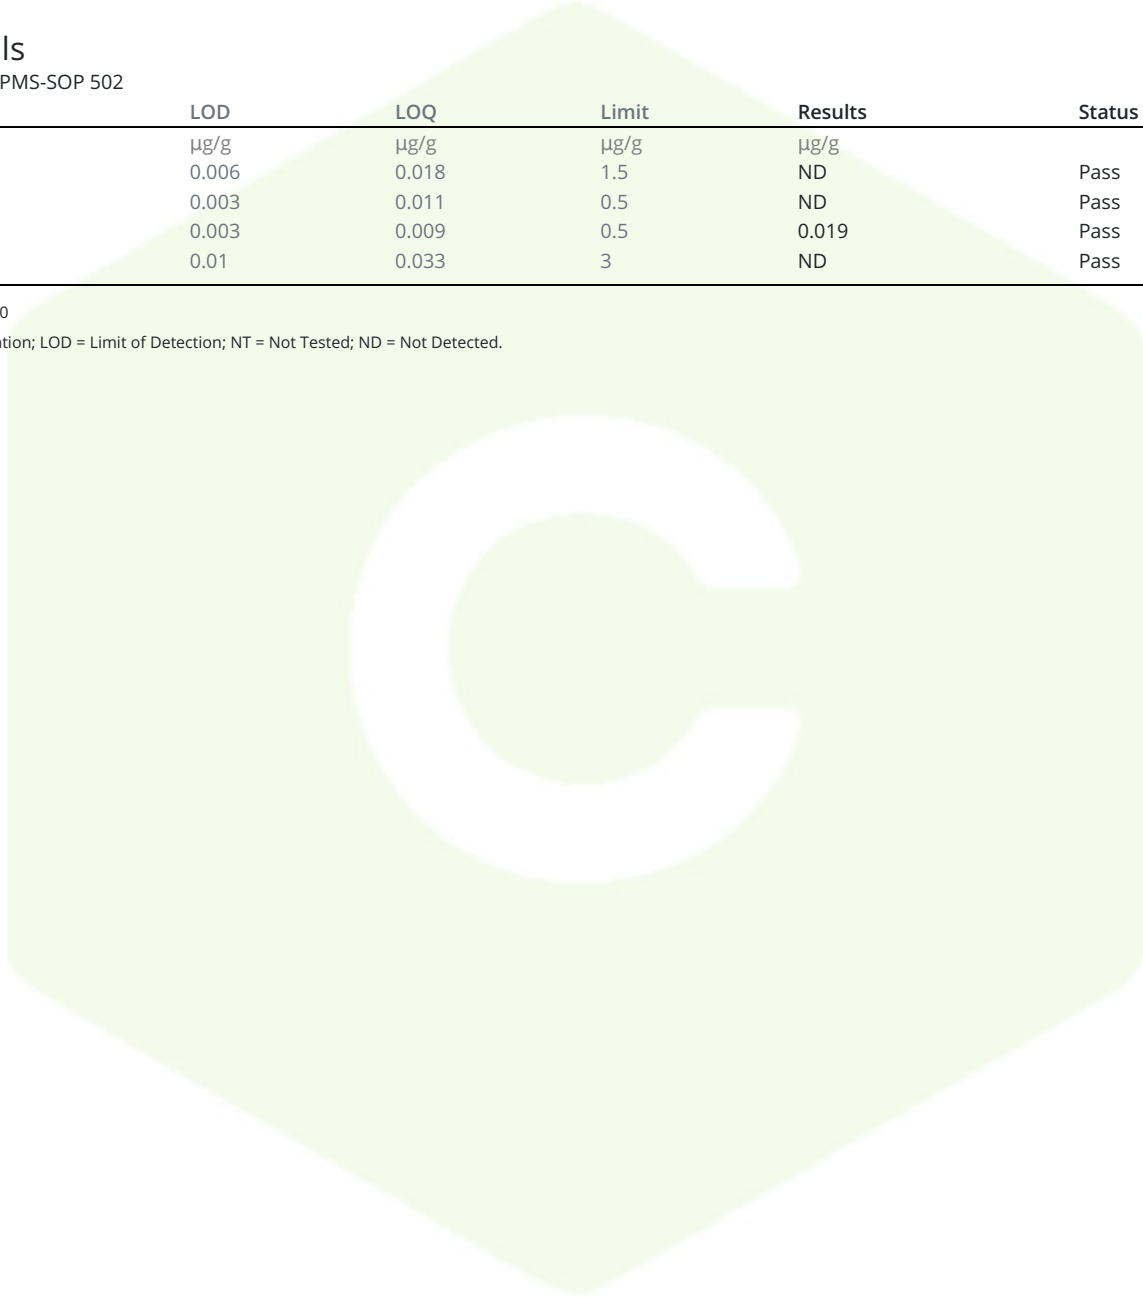 ls
PMS-SOP 502
LOD LOQ Limit Results Status
µg/g µg/g µg/g µg/g
0.006 0.018 1.5 ND Pass
0.003 0.011 0.5 ND Pass
0.003 0.009 0.5 0.019 Pass
0.01 0.033 3 ND Pass
0
ation; LOD = Limit of Detection; NT = Not Tested; ND = Not Detected.
C